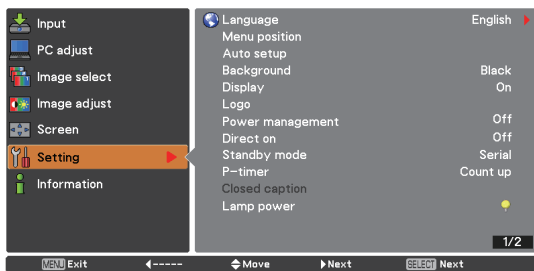 Input
PC adjust
Image select
Image adjust
Screen
Setting
Information
Language English
Menu position
Auto setup
Background Black
Display On
Logo
Power management Off
Direct on Off
Standby mode Serial
P-timer Count up
Closed caption
Lamp power
1/2
MENU Exit ----- Move Next SELECT Next